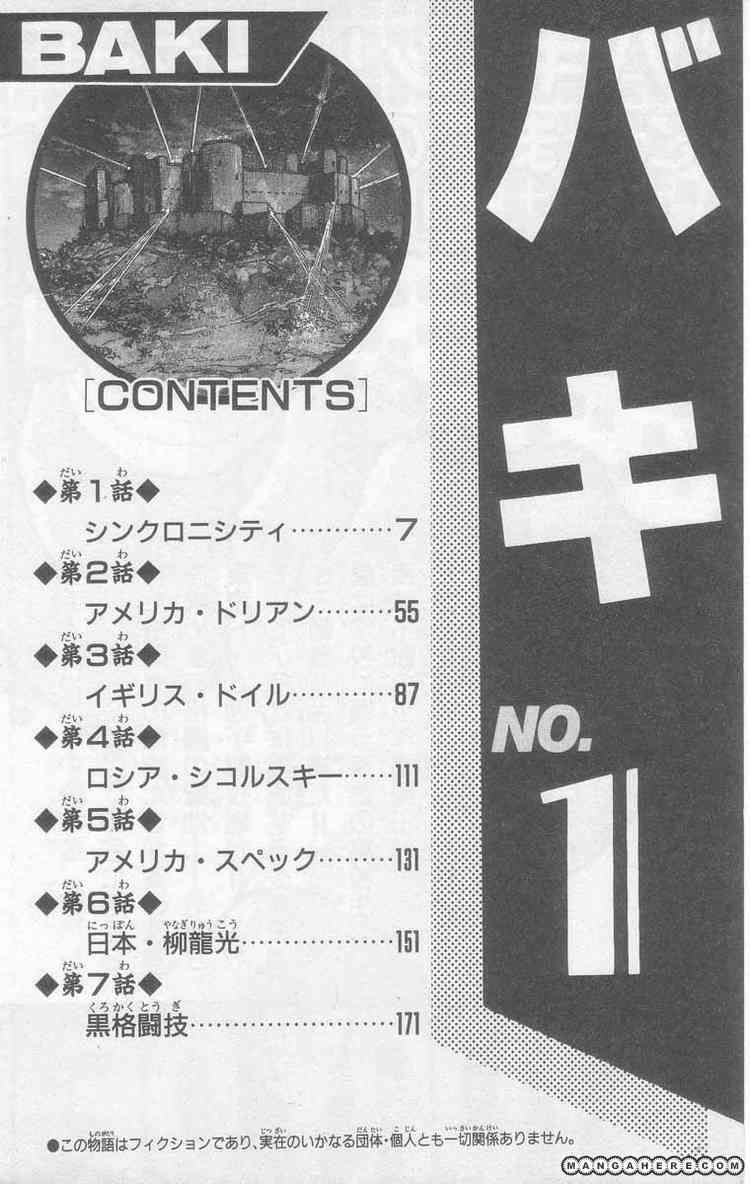 BAKI
バキ
NO.
1
[CONTENTS]
◆第1話◆
シンクロニシティ…………7
◆第2話◆
アメリカ・ドリアン………55
◆第3話◆
イギリス・ドイル…………87
◆第4話◆
ロシア・シコルスキー……111
◆第5話◆
アメリカ・スペック………131
◆第6話◆
日本・柳龍光………………151
◆第7話◆
黒格闘技……………………171
●この物語はフィクションであり、実在のいかなる団体・個人とも一切関係ありません。
MANGAHERE.COM